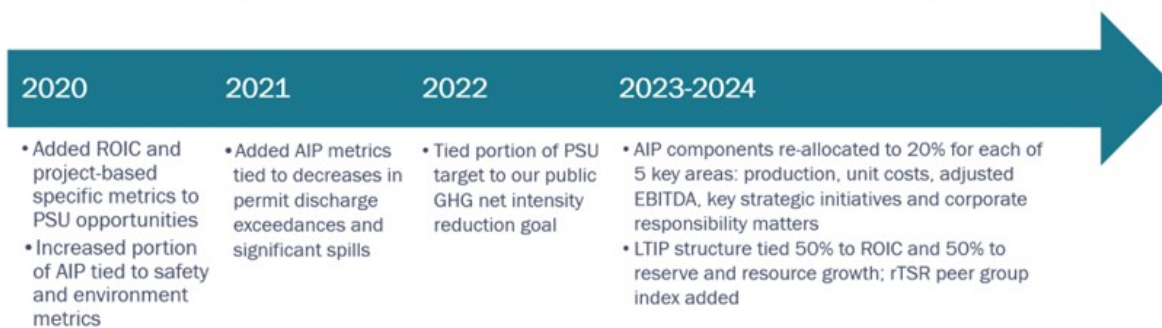 2020
• Added ROIC and
project-based
specific metrics to
PSU opportunities
• Increased portion
of AIP tied to safety
and environment
metrics
2021
• Added AIP metrics
tied to decreases in
permit discharge
exceedances and
significant spills
2022
• Tied portion of PSU
target to our public
GHG net intensity
reduction goal
2023-2024
• AIP components re-allocated to 20% for each of
5 key areas: production, unit costs, adjusted
EBITDA, key strategic initiatives and corporate
responsibility matters
• LTIP structure tied 50% to ROIC and 50% to
reserve and resource growth; rTSR peer group
index added